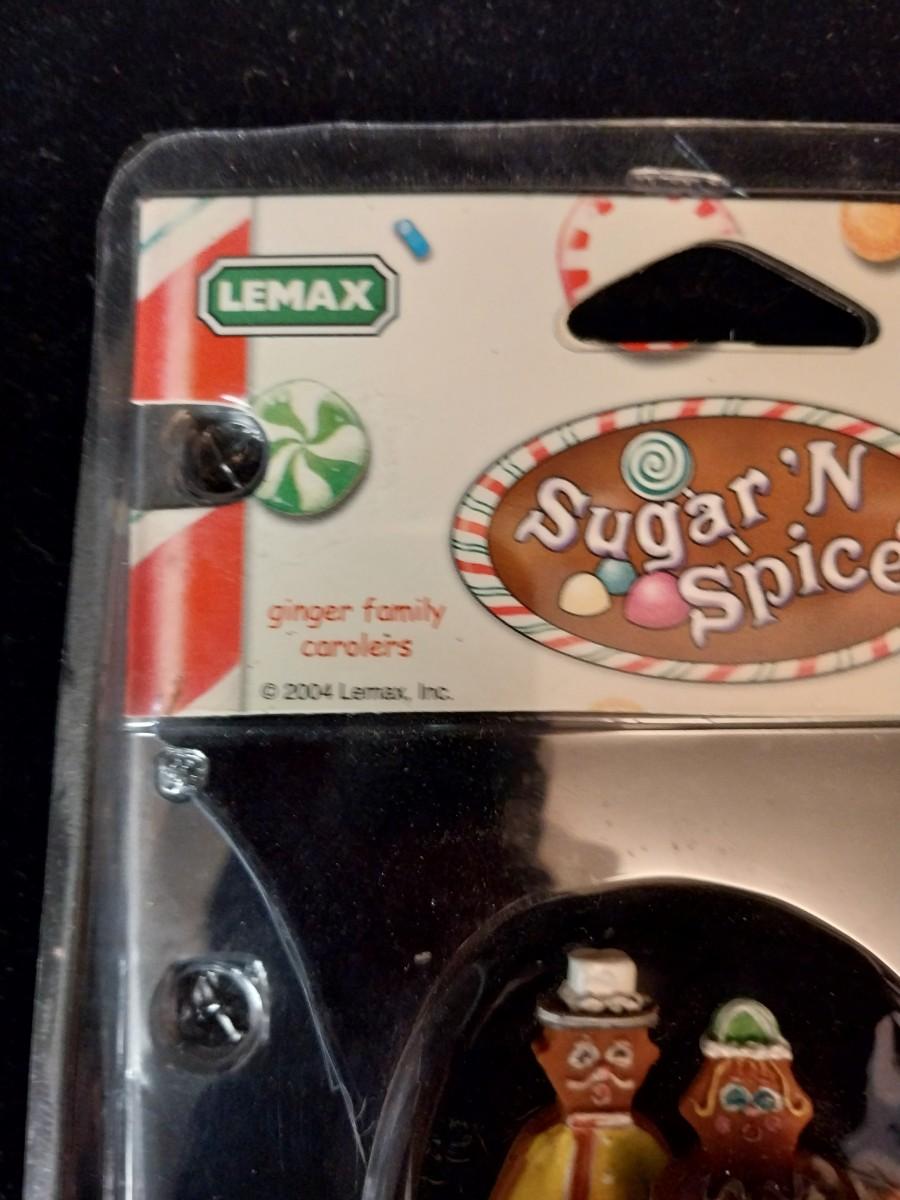 LEMAX
Sugar 'N
Spice
ginger family
carolers
© 2004 Lemax, Inc.